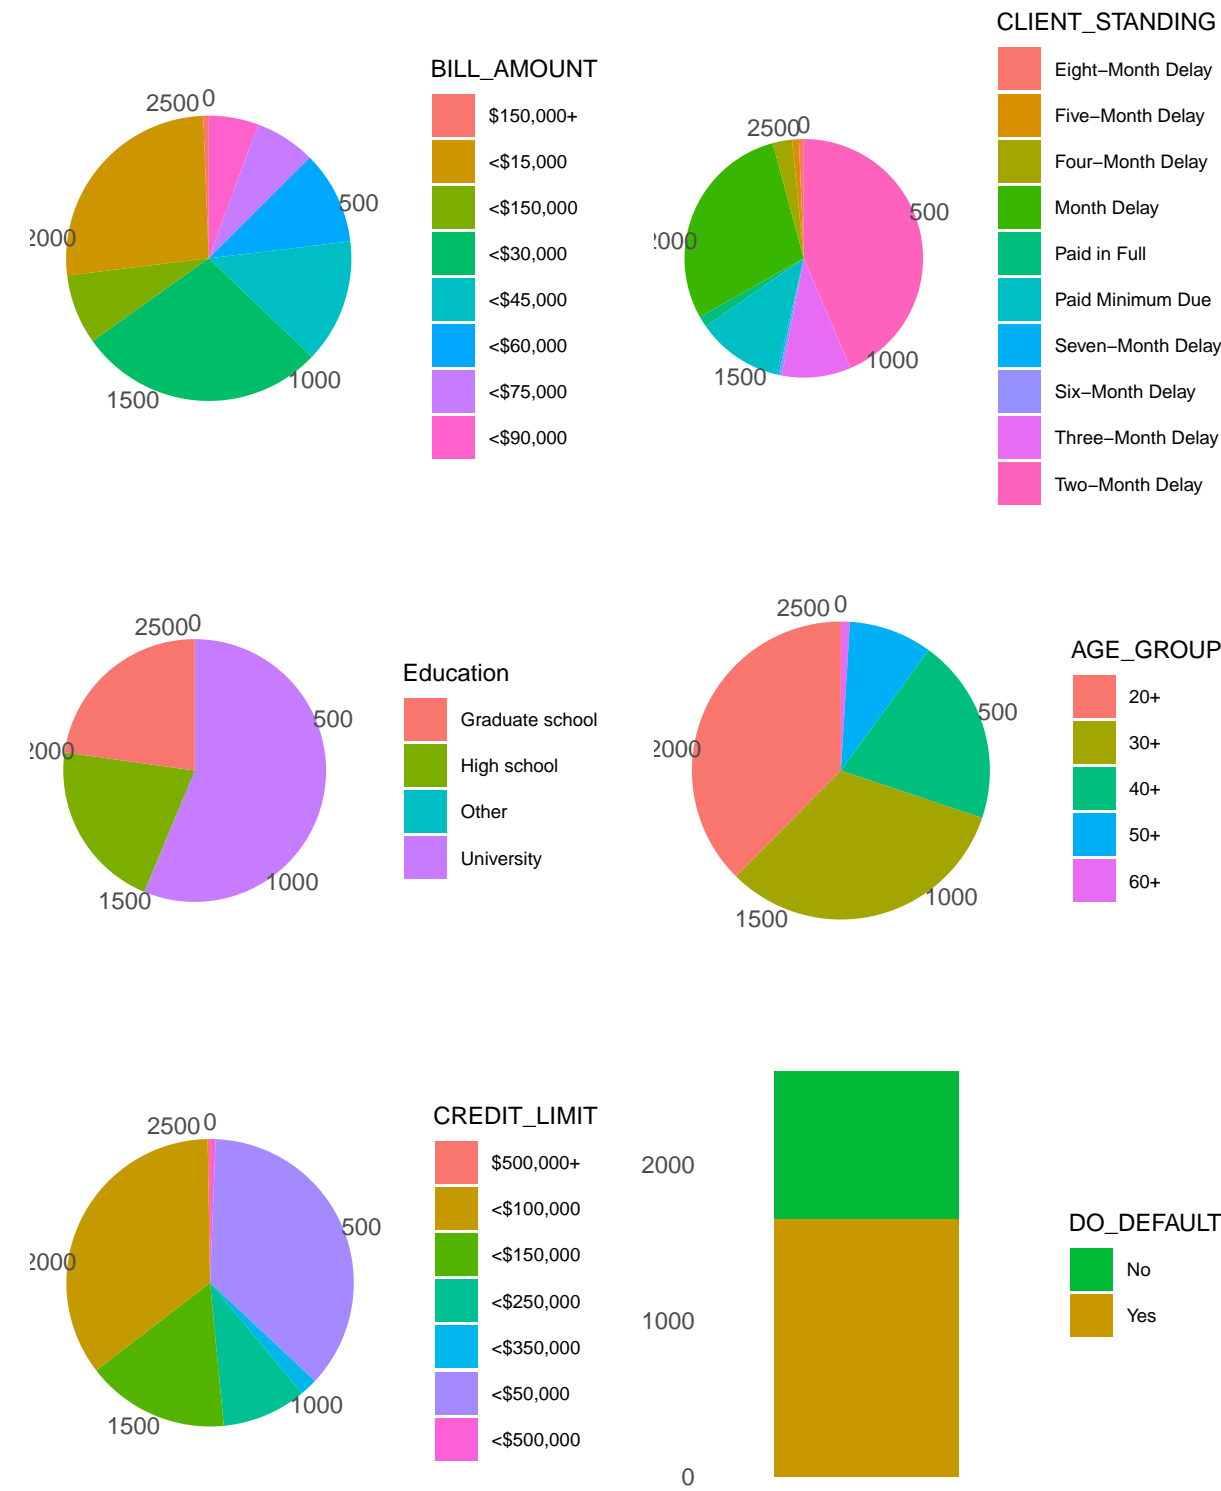 BILL_AMOUNT
$150,000+
<$15,000
<$150,000
<$30,000
<$45,000
<$60,000
<$75,000
<$90,000
0
500
1000
1500
2000
2500
CLIENT_STANDING
Eight−Month Delay
Five−Month Delay
Four−Month Delay
Month Delay
Paid in Full
Paid Minimum Due
Seven−Month Delay
Six−Month Delay
Three−Month Delay
Two−Month Delay
0
500
1000
1500
2000
2500
Education
Graduate school
High school
Other
University
0
500
1000
1500
2000
2500
AGE_GROUP
20+
30+
40+
50+
60+
0
500
1000
1500
2000
2500
CREDIT_LIMIT
$500,000+
<$100,000
<$150,000
<$250,000
<$350,000
<$50,000
<$500,000
0
500
1000
1500
2000
2500
2000
1000
0
DO_DEFAULT
No
Yes